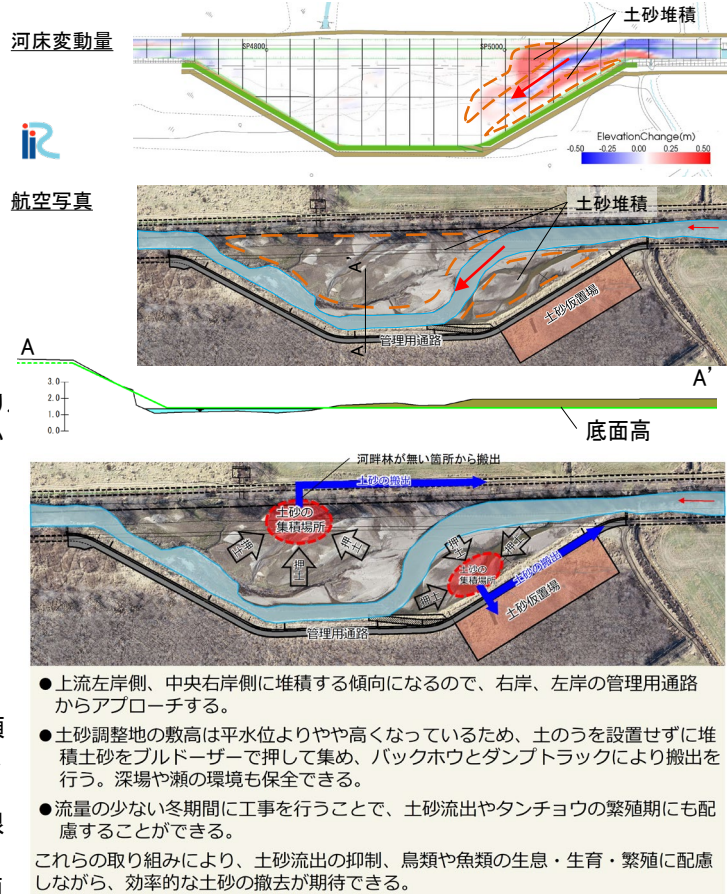 河床変動量
土砂堆積
SP4800
SP5000
ElevationChange(m)
-0.50 -0.25 0.00 0.25 0.50
iiR
航空写真
土砂堆積
A'
A
土砂仮置場
管理用通路
A
A'
3.0
2.0
1.0
0.0
底面高
河畔林が無い箇所から搬出
土砂の搬出
土砂の
集積場所
押土
押土
押土
押土
押土
押土
土砂の
集積場所
土砂の搬出
土砂仮置場
管理用通路
●上流左岸側、中央右岸側に堆積する傾向になるので、右岸、左岸の管理用通路
からアプローチする。
●土砂調整地の敷高は平水位よりやや高くなっているため、土のうを設置せずに堆
積土砂をブルドーザーで押して集め、バックホウとダンプトラックにより搬出を
行う。深場や瀬の環境も保全できる。
●流量の少ない冬期間に工事を行うことで、土砂流出やタンチョウの繁殖期にも配
慮することができる。
これらの取り組みにより、土砂流出の抑制、鳥類や魚類の生息・生育・繁殖に配慮
しながら、効率的な土砂の撤去が期待できる。